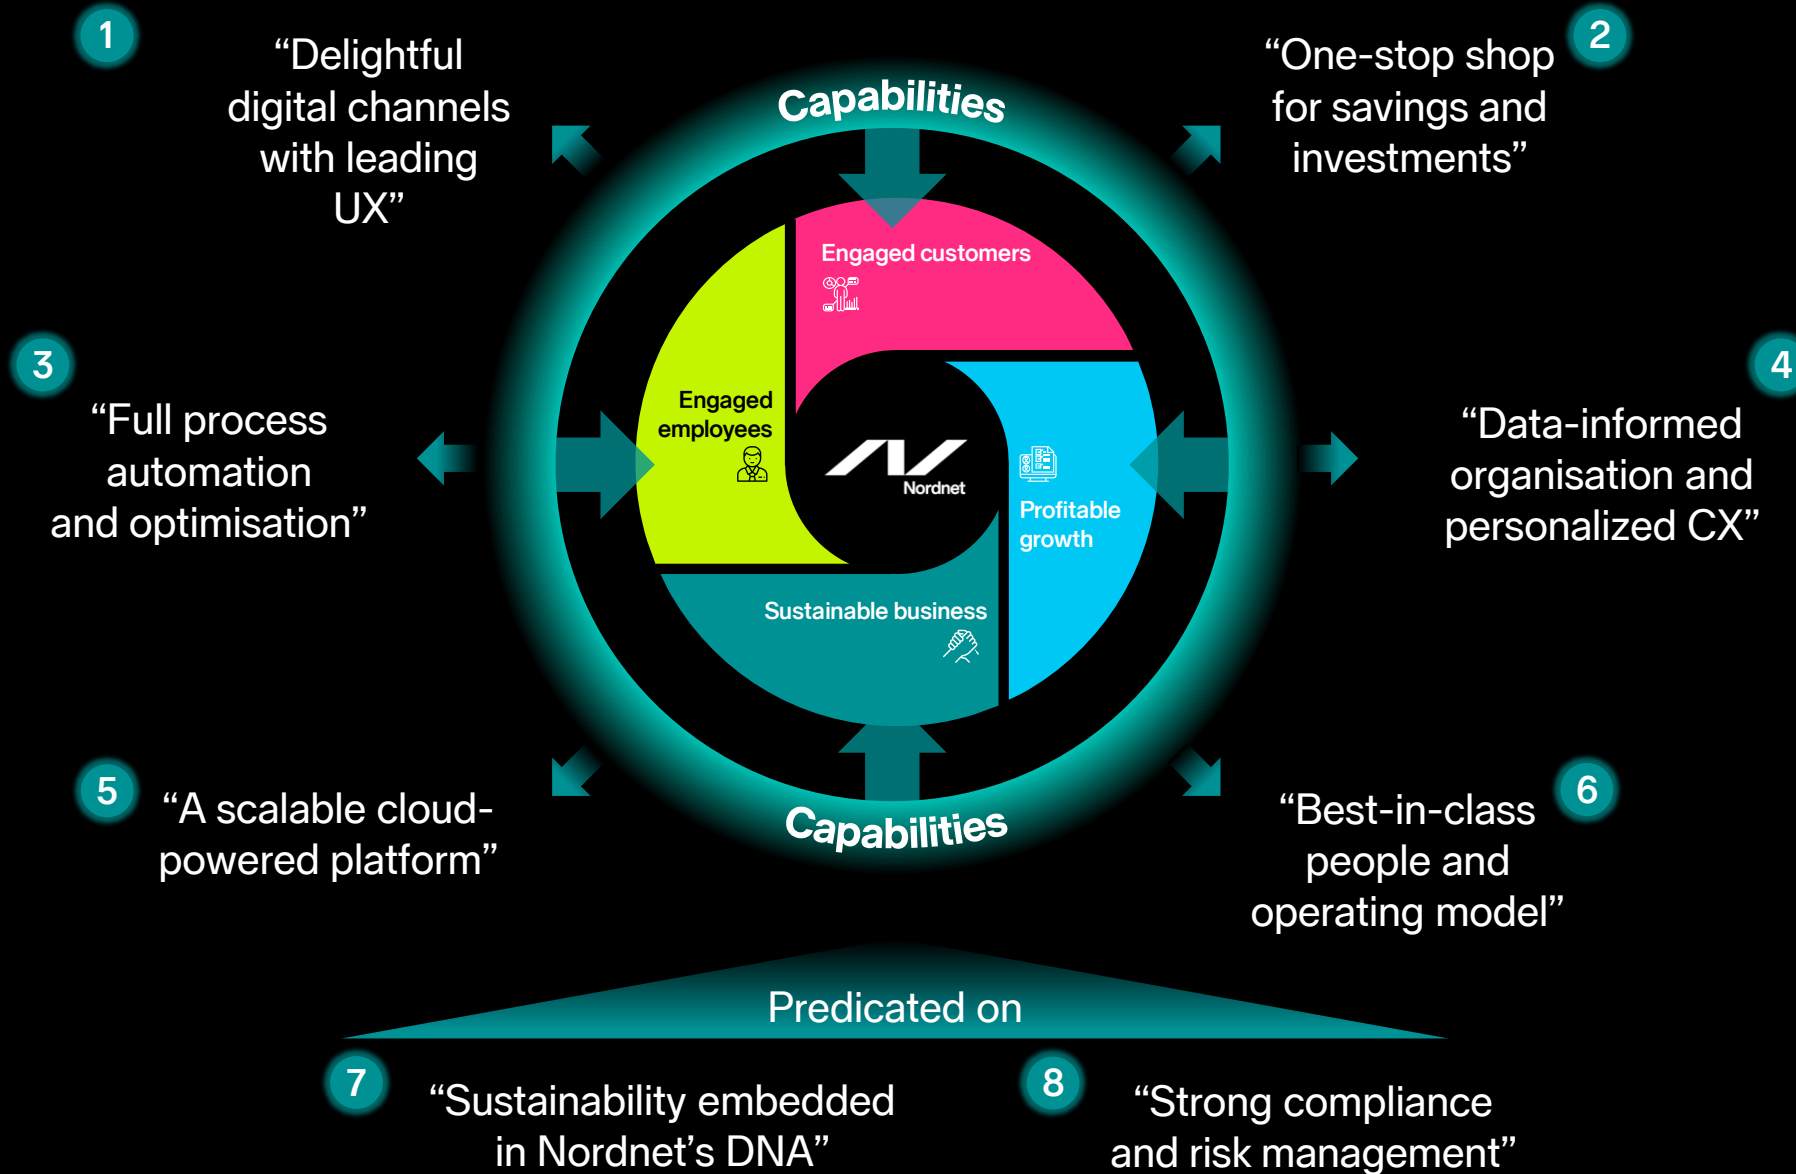 1
“Delightful
digital channels
with leading
UX”
2
“One-stop shop
for savings and
investments”
Capabilities
Engaged customers
3
“Full process
automation
and optimisation”
Engaged
employees
Nordnet
Profitable
growth
4
“Data-informed
organisation and
personalized CX”
Sustainable business
5
“A scalable cloud-
powered platform”
Capabilities
6
“Best-in-class
people and
operating model”
Predicated on
7
“Sustainability embedded
in Nordnet’s DNA”
8
“Strong compliance
and risk management”